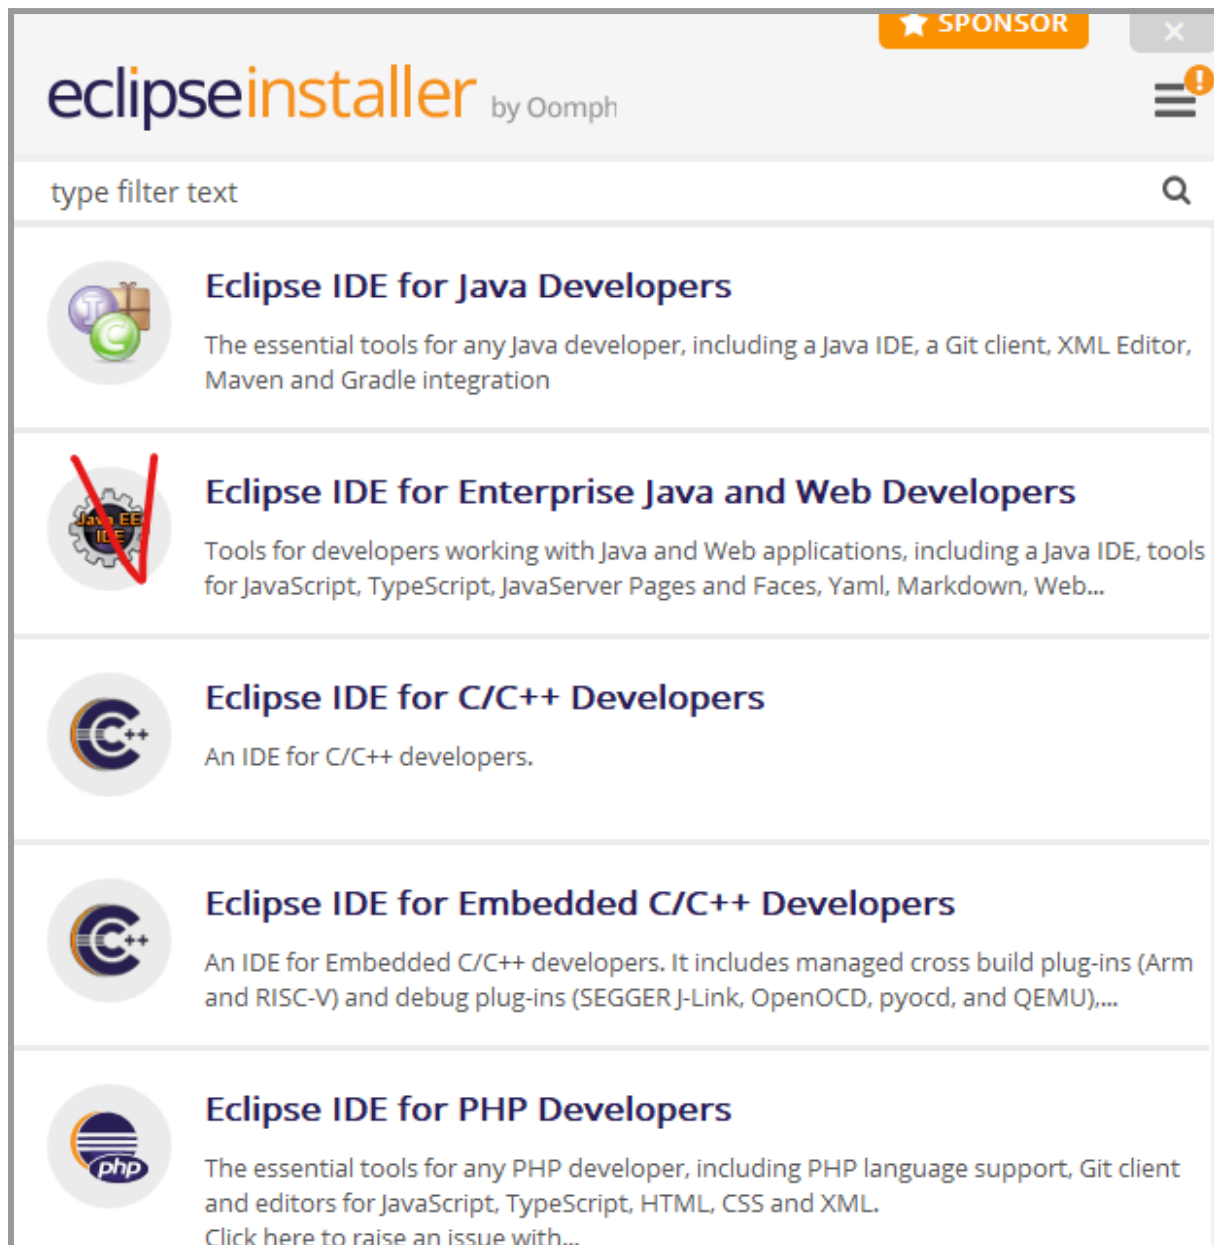 SPONSOR
eclipseinstaller by Oomph
type filter text
Eclipse IDE for Java Developers
The essential tools for any Java developer, including a Java IDE, a Git client, XML Editor,
Maven and Gradle integration
Java EE
IDE
Eclipse IDE for Enterprise Java and Web Developers
Tools for developers working with Java and Web applications, including a Java IDE, tools
for JavaScript, TypeScript, JavaServer Pages and Faces, Yaml, Markdown, Web...
C++
Eclipse IDE for C/C++ Developers
An IDE for C/C++ developers.
C++
Eclipse IDE for Embedded C/C++ Developers
An IDE for Embedded C/C++ developers. It includes managed cross build plug-ins (Arm
and RISC-V) and debug plug-ins (SEGGER J-Link, OpenOCD, pyocd, and QEMU),...
php
Eclipse IDE for PHP Developers
The essential tools for any PHP developer, including PHP language support, Git client
and editors for JavaScript, TypeScript, HTML, CSS and XML.
Click here to raise an issue with...